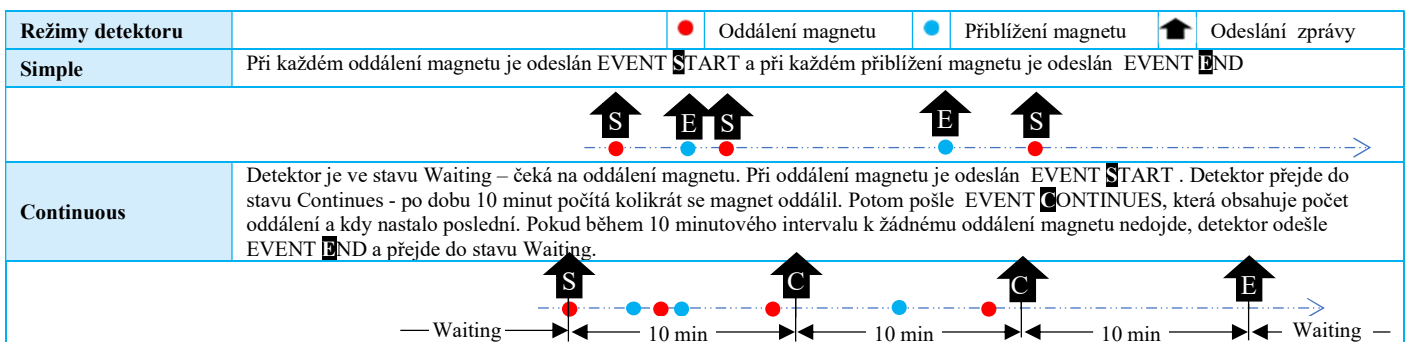 Režimy detektoru Oddálení magnetu Přiblížení magnetu Odeslání zprávy
Simple Při každém oddálení magnetu je odeslán EVENT START a při každém přiblížení magnetu je odeslán EVENT END
S E S E S
Detektor je ve stavu Waiting – čeká na oddálení magnetu. Při oddálení magnetu je odeslán EVENT START . Detektor přejde do
stavu Continues - po dobu 10 minut počítá kolikrát se magnet oddálil. Potom pošle EVENT CONTINUES, která obsahuje počet
Continuous
oddálení a kdy nastalo poslední. Pokud během 10 minutového intervalu k žádnému oddálení magnetu nedojde, detektor odešle
EVENT END a přejde do stavu Waiting.
S C C E
Waiting 10 min 10 min 10 min Waiting